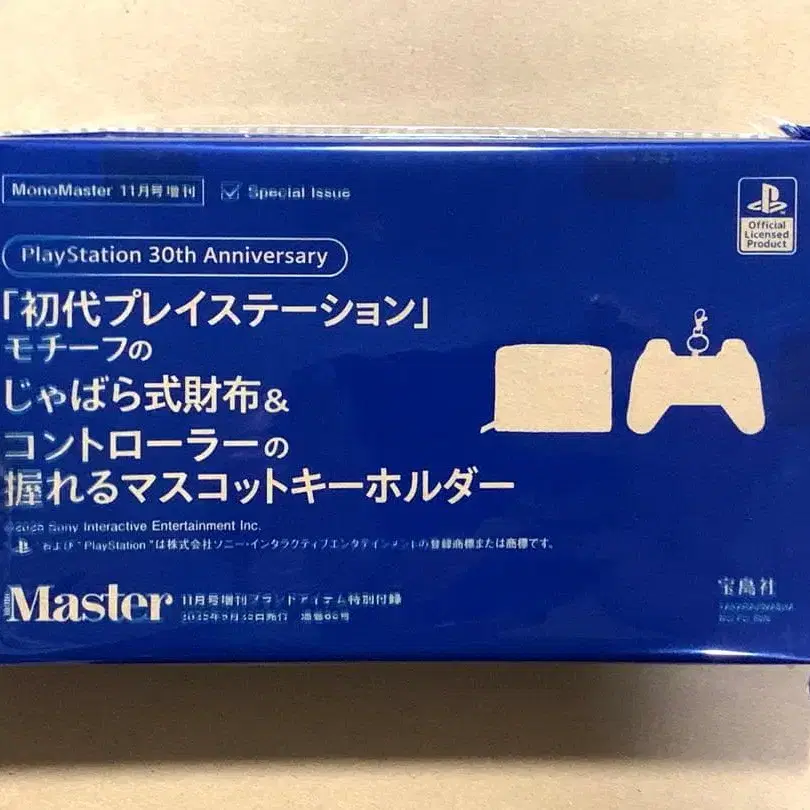 MonoMaster 11月号増刊
Special Issue
Official
Licensed
Product
PlayStation 30th Anniversary
「初代プレイステーション」
モチーフの
じゃばら式財布&
コントローラーの
握れるマスコットキーホルダー
©2025 Sony Interactive Entertainment Inc.
および"PlayStation"は株式会社ソニー・インタラクティブエンタテインメントの登録商標または商標です。
Master 11月号増刊ブランドアイテム特別付録
宝島社